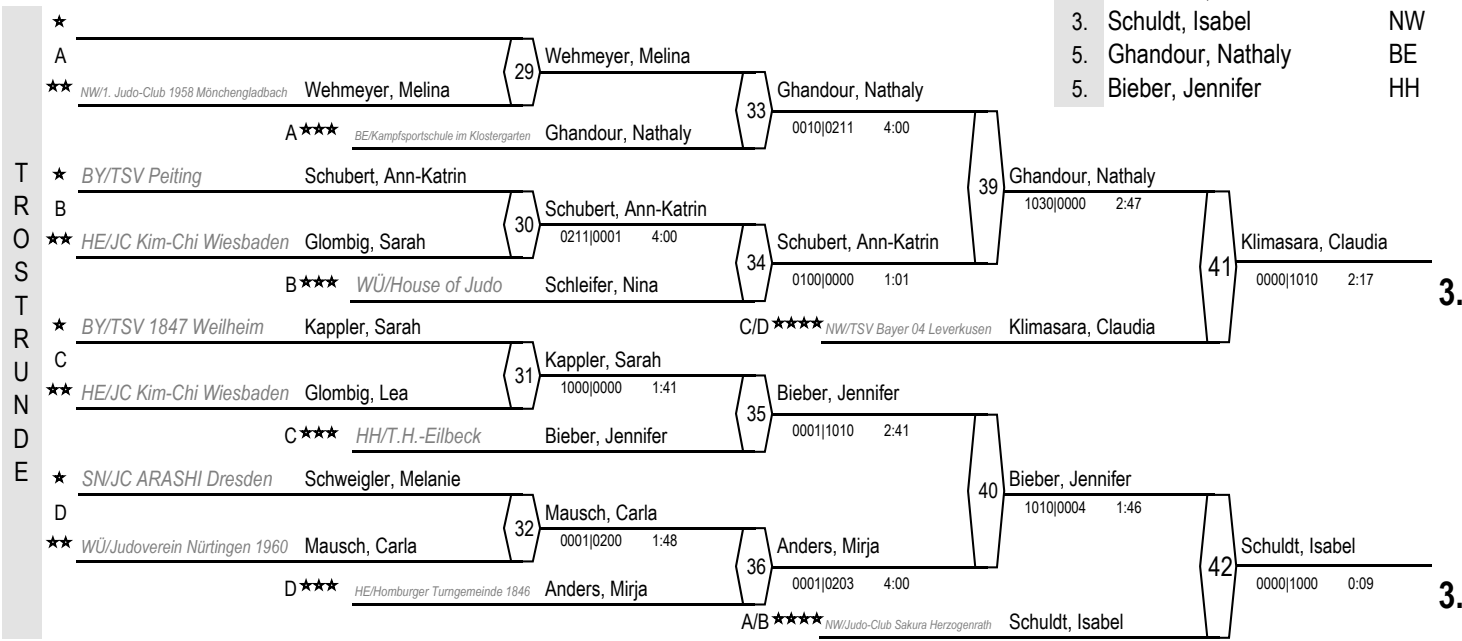 ★
3. Schuldt, Isabel NW
A
29 Wehmeyer, Melina
5. Ghandour, Nathaly BE
★★ NW/1. Judo-Club 1958 Mönchengladbach Wehmeyer, Melina
33 Ghandour, Nathaly
5. Bieber, Jennifer HH
0010|0211 4:00
A★★★ BE/Kampfsportschule im Klostergarten Ghandour, Nathaly
TROSTRUNDE
★ BY/TSV Peiting Schubert, Ann-Katrin
39 Ghandour, Nathaly
1030|0000 2:47
B
30 Schubert, Ann-Katrin
0211|0001 4:00
★★ HE/JC Kim-Chi Wiesbaden Glombig, Sarah
34 Schubert, Ann-Katrin
0100|0000 1:01
41 Klimasara, Claudia
0000|1010 2:17
3.
B★★★ WÜ/House of Judo Schleifer, Nina
★ BY/TSV 1847 Weilheim Kappler, Sarah
C/D★★★★ NW/TSV Bayer 04 Leverkusen Klimasara, Claudia
C
31 Kappler, Sarah
1000|0000 1:41
★★ HE/JC Kim-Chi Wiesbaden Glombig, Lea
35 Bieber, Jennifer
0001|1010 2:41
C★★★ HH/T.H.-Eilbeck Bieber, Jennifer
★ SN/JC ARASHI Dresden Schweigler, Melanie
40 Bieber, Jennifer
1010|0004 1:46
D
32 Mausch, Carla
0001|0200 1:48
★★ WÜ/Judoverein Nürtingen 1960 Mausch, Carla
36 Anders, Mirja
0001|0203 4:00
42 Schuldt, Isabel
0000|1000 0:09
3.
D★★★ HE/Homburger Turngemeinde 1846 Anders, Mirja
A/B★★★★ NW/Judo-Club Sakura Herzogenrath Schuldt, Isabel